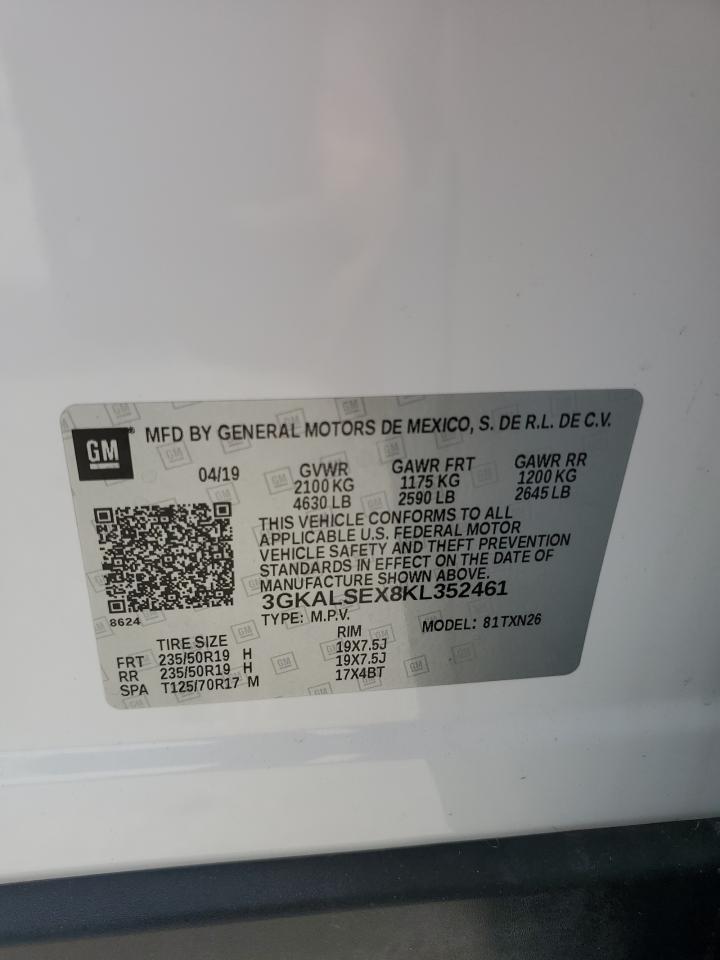 GM
MFD BY GENERAL MOTORS DE MEXICO, S. DE R.L. DE C.V.
04/19 GVWR GAWR FRT GAWR RR
2100 KG 1175 KG 1200 KG
4630 LB 2590 LB 2645 LB
THIS VEHICLE CONFORMS TO ALL
APPLICABLE U.S. FEDERAL MOTOR
VEHICLE SAFETY AND THEFT PREVENTION
STANDARDS IN EFFECT ON THE DATE OF
MANUFACTURE SHOWN ABOVE.
3GKALSEX8KL352461
8624
TYPE: M.P.V. MODEL: 81TXN26
TIRE SIZE RIM
FRT 235/50R19 H 19X7.5J
RR 235/50R19 H 19X7.5J
SPA T125/70R17 M 17X4BT